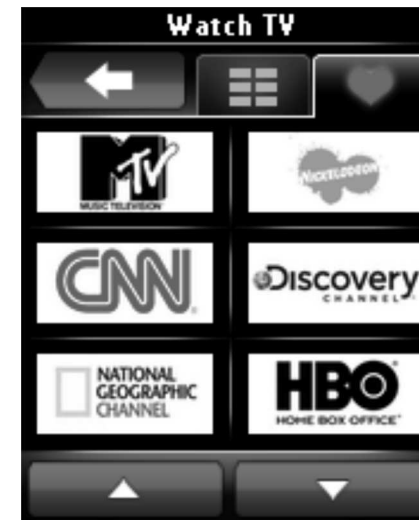 Watch TV
MTV
MUSIC TELEVISION
NICKELODEON
CNN
Discovery
CHANNEL
NATIONAL
GEOGRAPHIC
CHANNEL
HBO
HOME BOX OFFICE